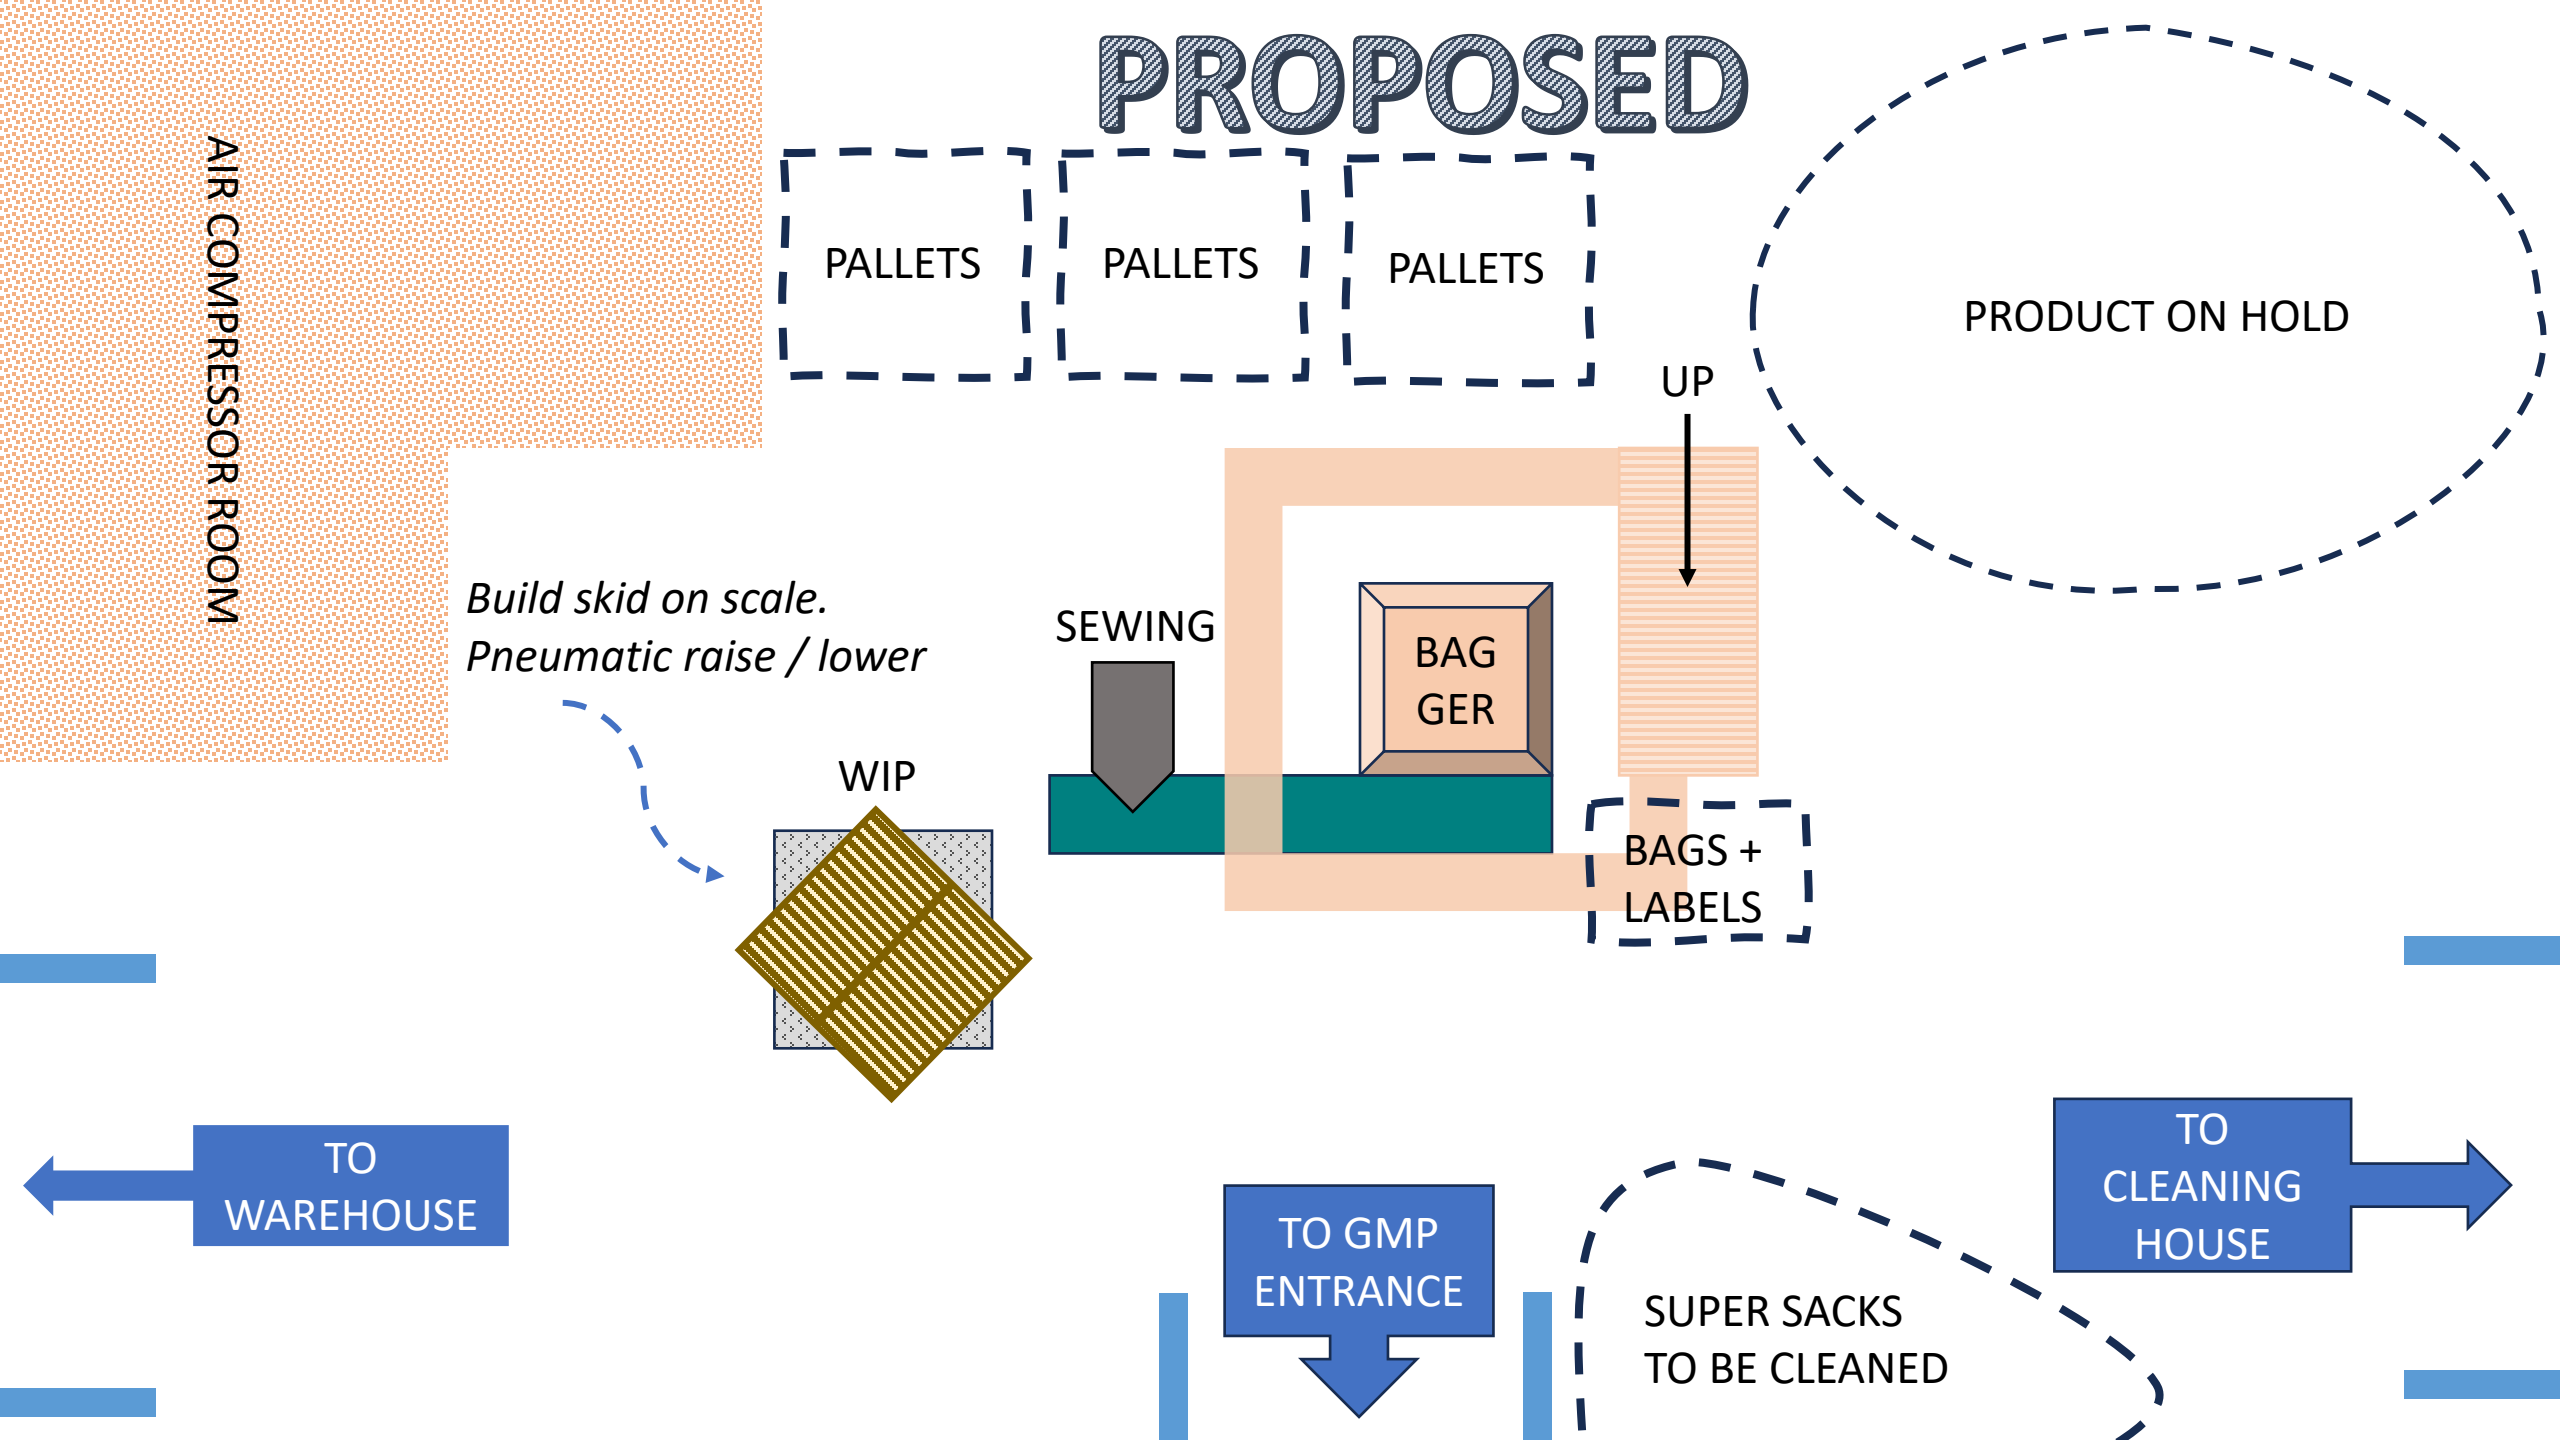 PROPOSED
AIR COMPRESSOR ROOM
PALLETS
PALLETS
PALLETS
PRODUCT ON HOLD
UP
Build skid on scale.
Pneumatic raise / lower
SEWING
BAG
GER
WIP
BAGS +
LABELS
TO
WAREHOUSE
TO GMP
ENTRANCE
TO
CLEANING
HOUSE
SUPER SACKS
TO BE CLEANED